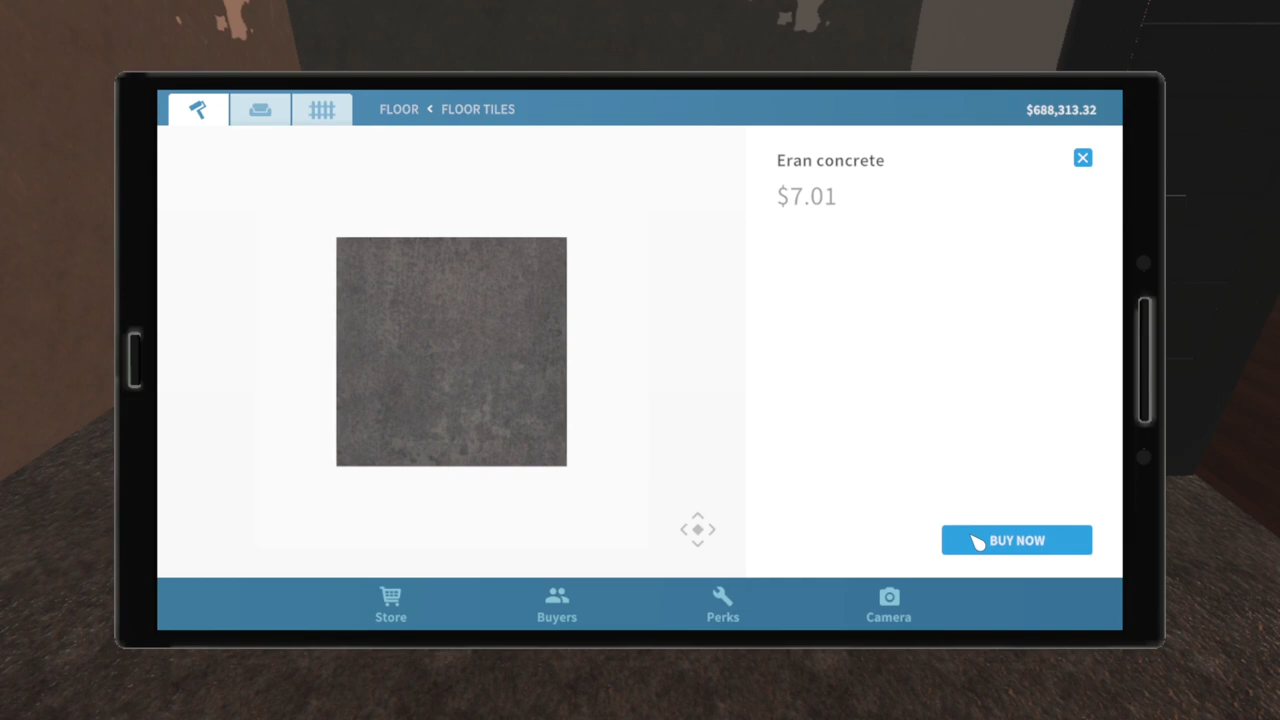 FLOOR < FLOOR TILES
$688,313.32
Eran concrete
$7.01
BUY NOW
Store
Buyers
Perks
Camera